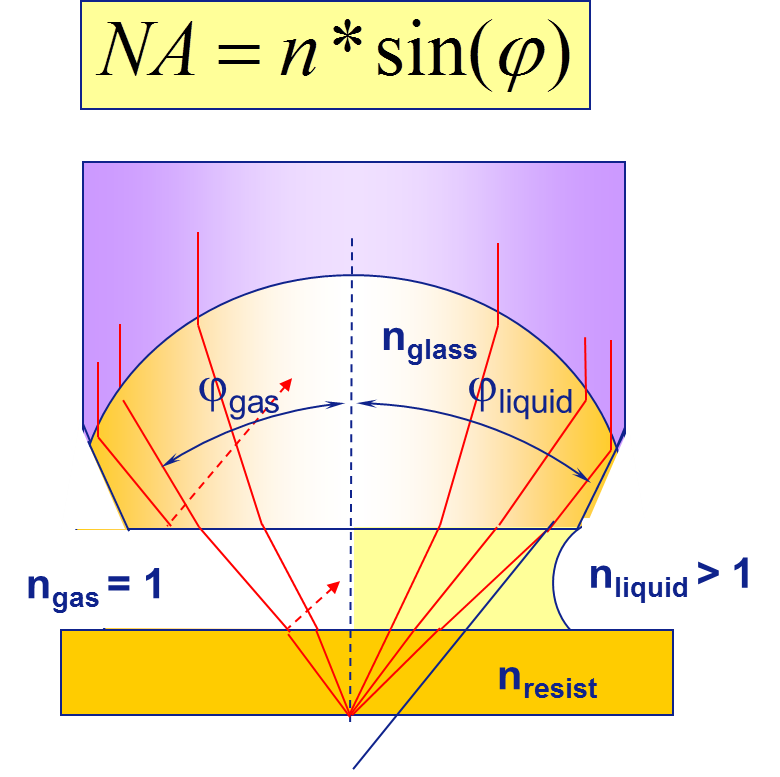 NA = n * sin(φ)
n_glass
φ_gas
φ_liquid
n_gas = 1
n_liquid > 1
n_resist